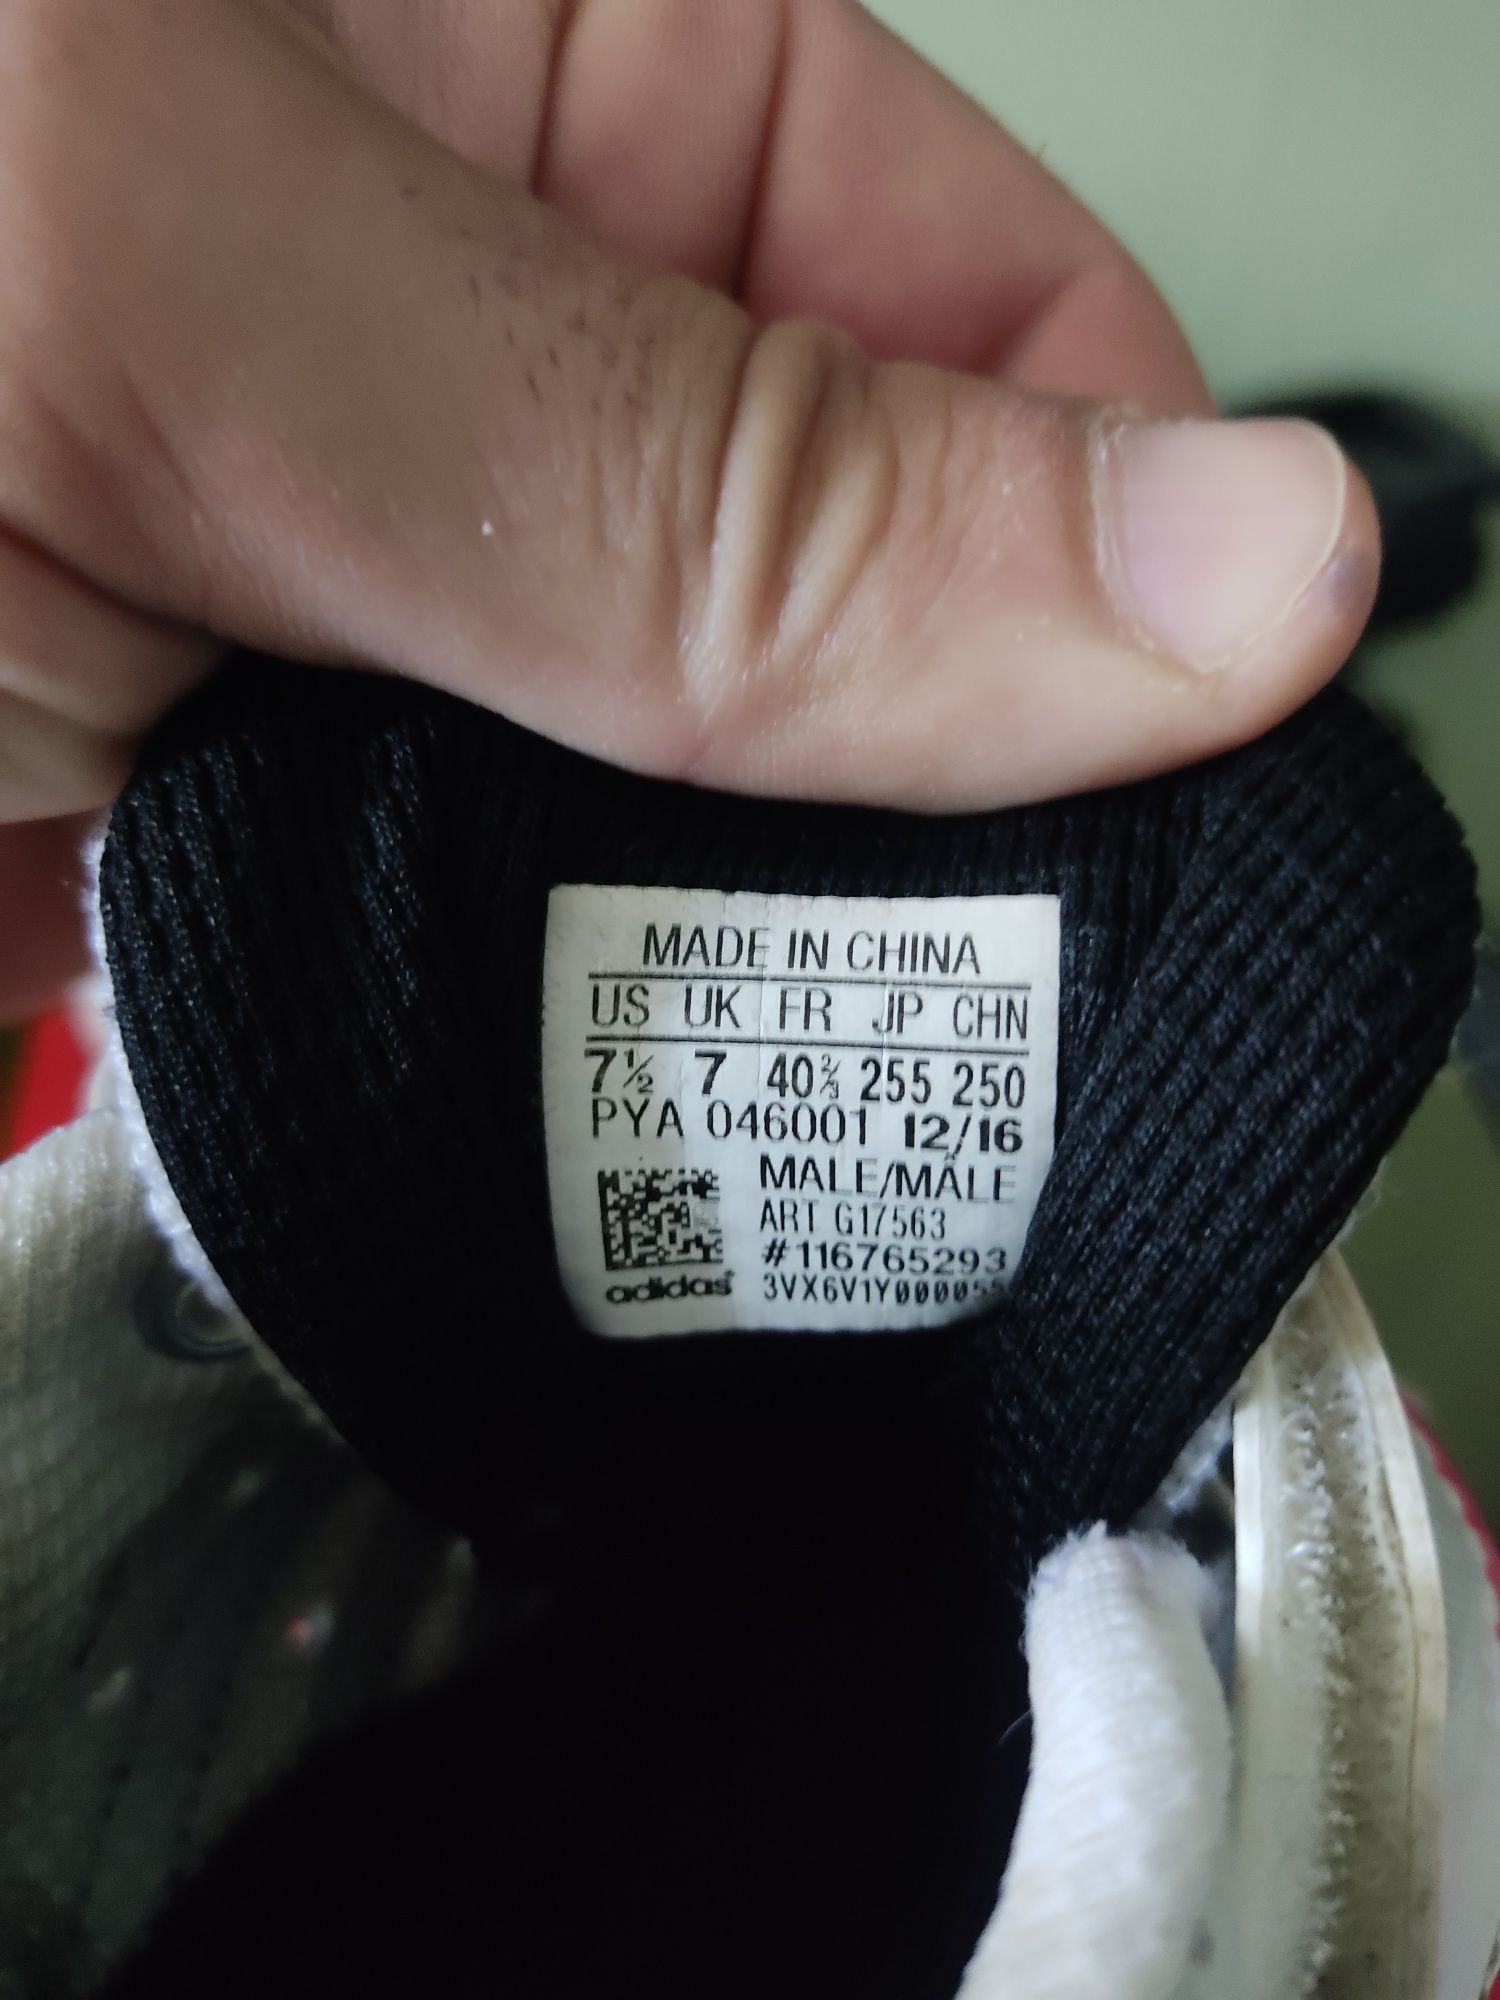 MADE IN CHINA
US UK FR JP CHN
7½ 7 40⅔ 255 250
PYA 046001 12/16
MALE/MÂLE
ART G17563
#116765293
adidas 3VX6V1Y000055